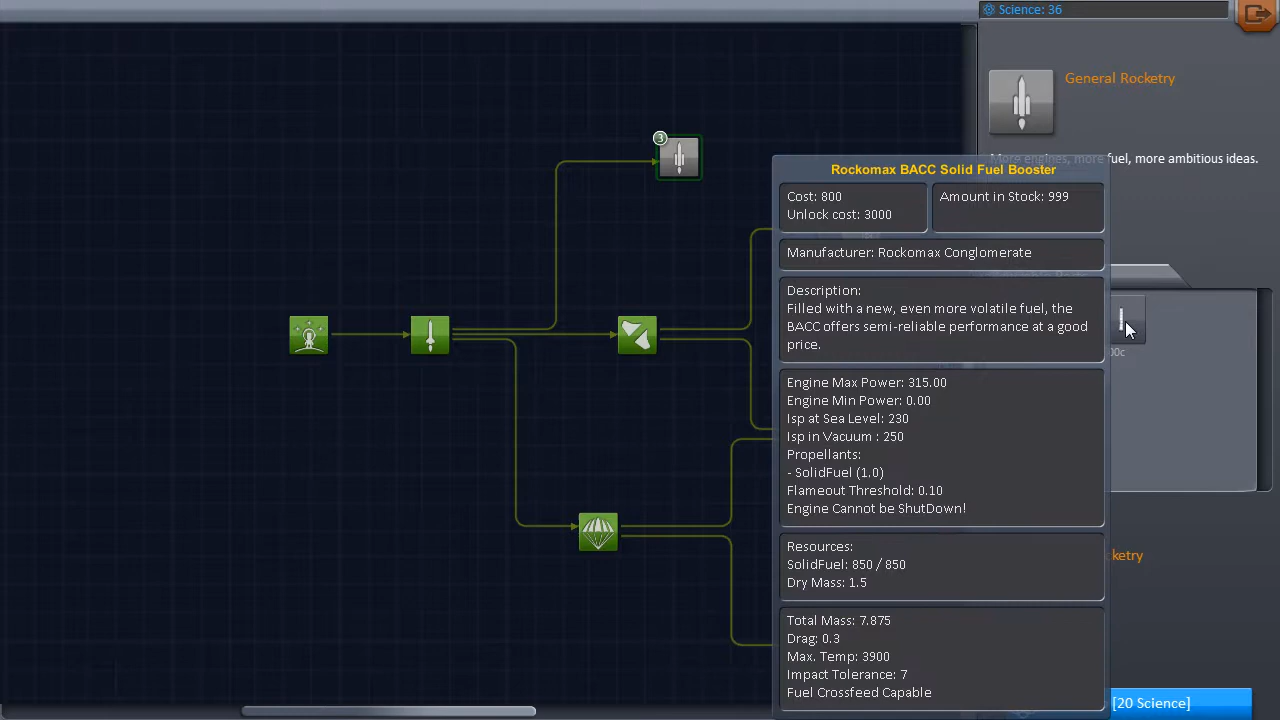 Science: 36
General Rocketry
More engines, more fuel, more ambitious ideas.
3
Rockomax BACC Solid Fuel Booster
Cost: 800
Unlock cost: 3000
Amount in Stock: 999
Manufacturer: Rockomax Conglomerate
Description:
Filled with a new, even more volatile fuel, the
BACC offers semi-reliable performance at a good
price.
Engine Max Power: 315.00
Engine Min Power: 0.00
Isp at Sea Level: 230
Isp in Vacuum : 250
Propellants:
- SolidFuel (1.0)
Flameout Threshold: 0.10
Engine Cannot be ShutDown!
Resources:
SolidFuel: 850 / 850
Dry Mass: 1.5
Total Mass: 7.875
Drag: 0.3
Max. Temp: 3900
Impact Tolerance: 7
Fuel Crossfeed Capable
00c
ketry
[20 Science]